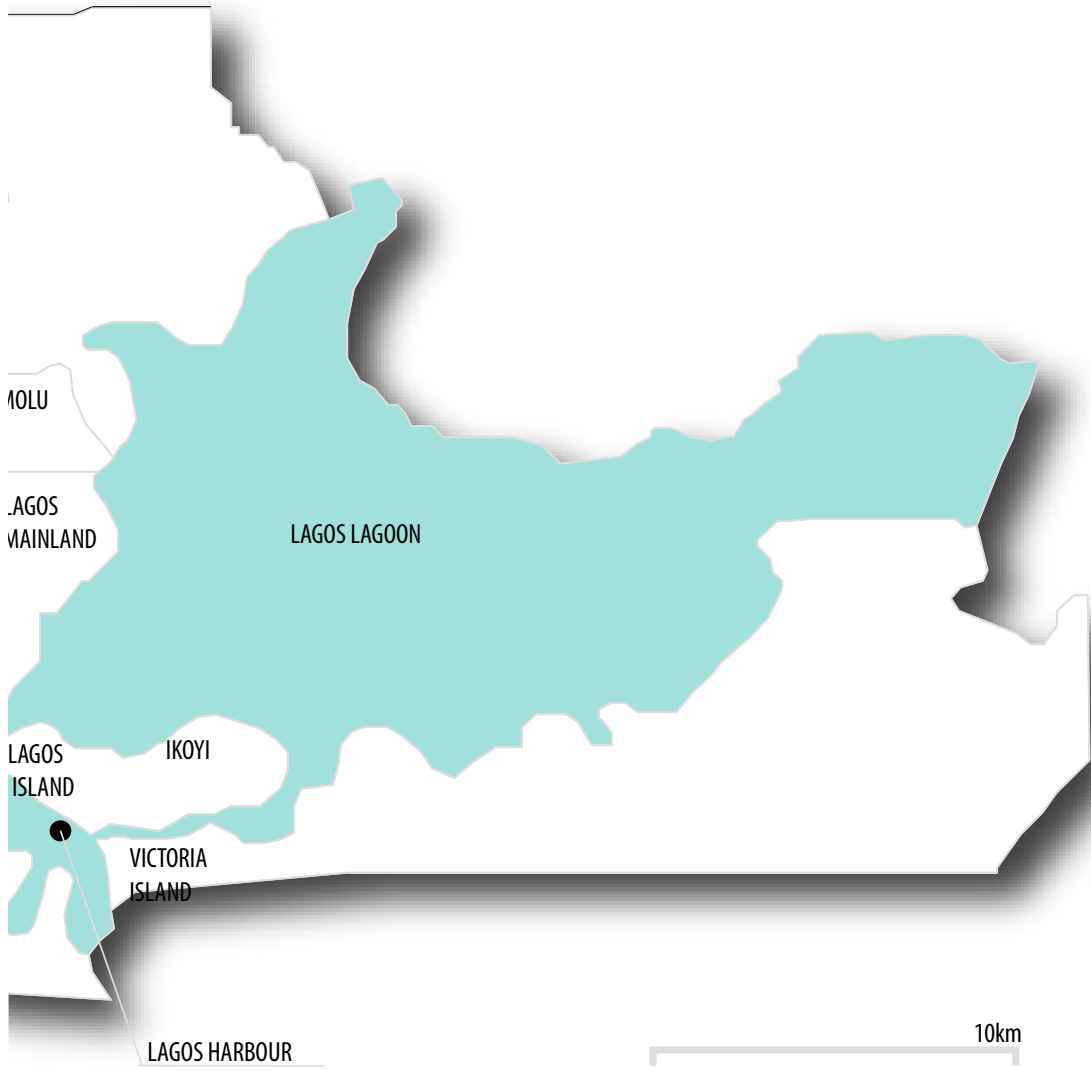 MOLU
LAGOS
MAINLAND
LAGOS LAGOON
LAGOS
ISLAND
IKOYI
VICTORIA
ISLAND
LAGOS HARBOUR
10km